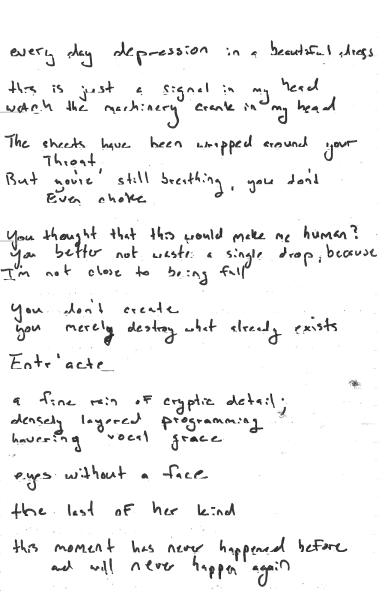 every day depression in a beautiful dress
this is just a signal in my head
watch the machinery crank in my head
The sheets have been wrapped around your
Throat
But you're still breathing, you don't
Even choke
You thought that this would make me human?
You better not waste a single drop, because
I'm not close to being full
You don't create
you merely destroy what already exists
Entr'acte
a fine rain of cryptic detail;
densely layered programming
hovering vocal grace
eyes without a face
the last of her kind
this moment has never happened before
and will never happen again